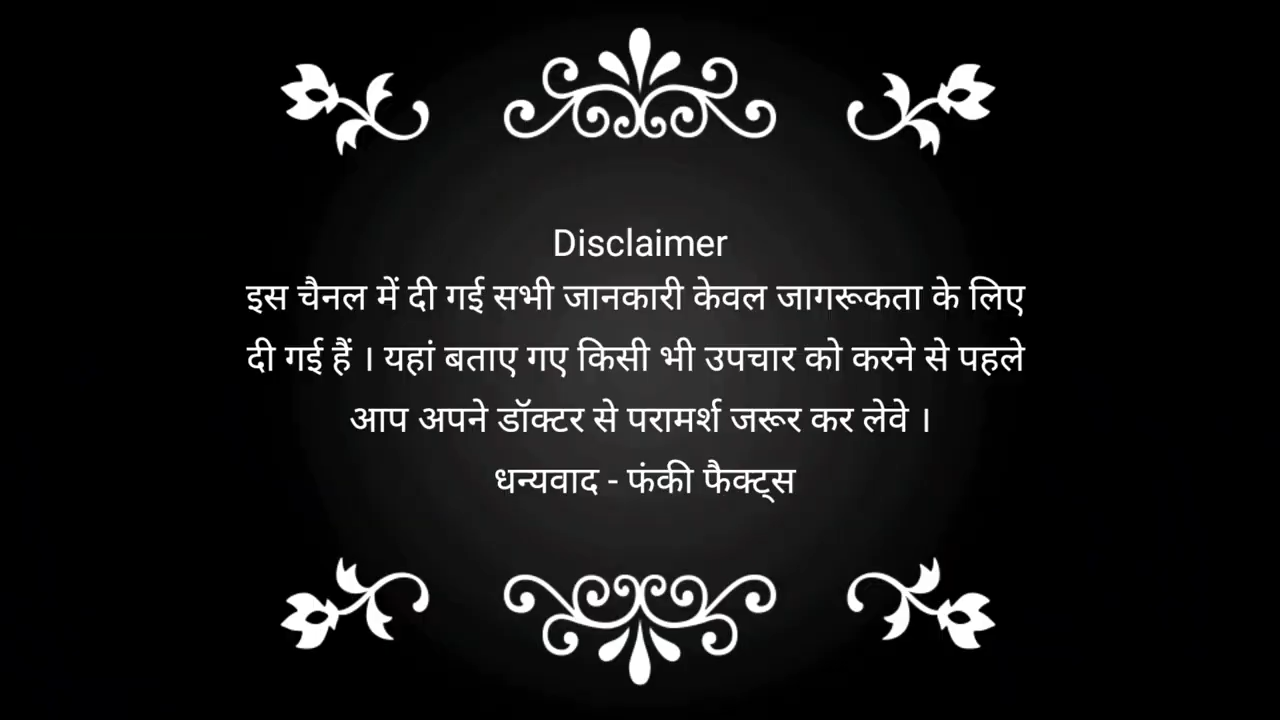 Disclaimer
इस चैनल में दी गई सभी जानकारी केवल जागरूकता के लिए
दी गई हैं । यहां बताए गए किसी भी उपचार को करने से पहले
आप अपने डॉक्टर से परामर्श जरूर कर लेवे ।
धन्यवाद - फंकी फैक्ट्स